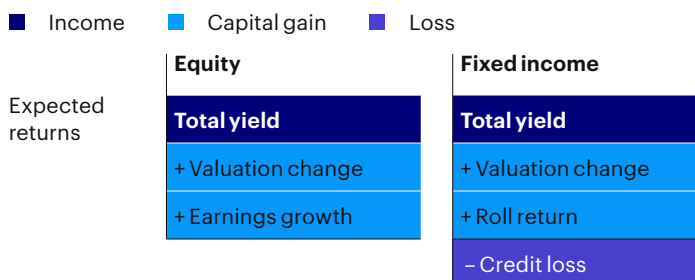 Income Capital gain Loss
Equity Fixed income
Expected
returns
Total yield Total yield
+ Valuation change + Valuation change
+ Earnings growth + Roll return
– Credit loss